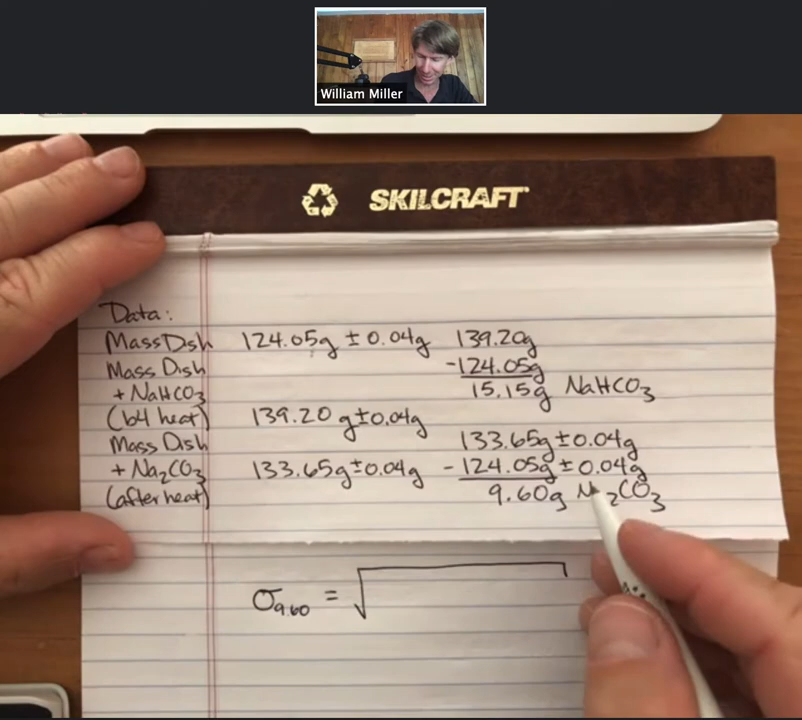 William Miller
SKILCRAFT
Data:
Mass Dish 124.05g ± 0.04g 139.20g
Mass Dish -124.05g
+ NaHCO3 15.15g NaHCO3
(b4 heat) 139.20 g±0.04g
Mass Dish 133.65g±0.04g
+ Na2CO3 133.65g±0.04g - 124.05g±0.04g
(after heat) 9.60g Na2CO3
σ9.60 = √